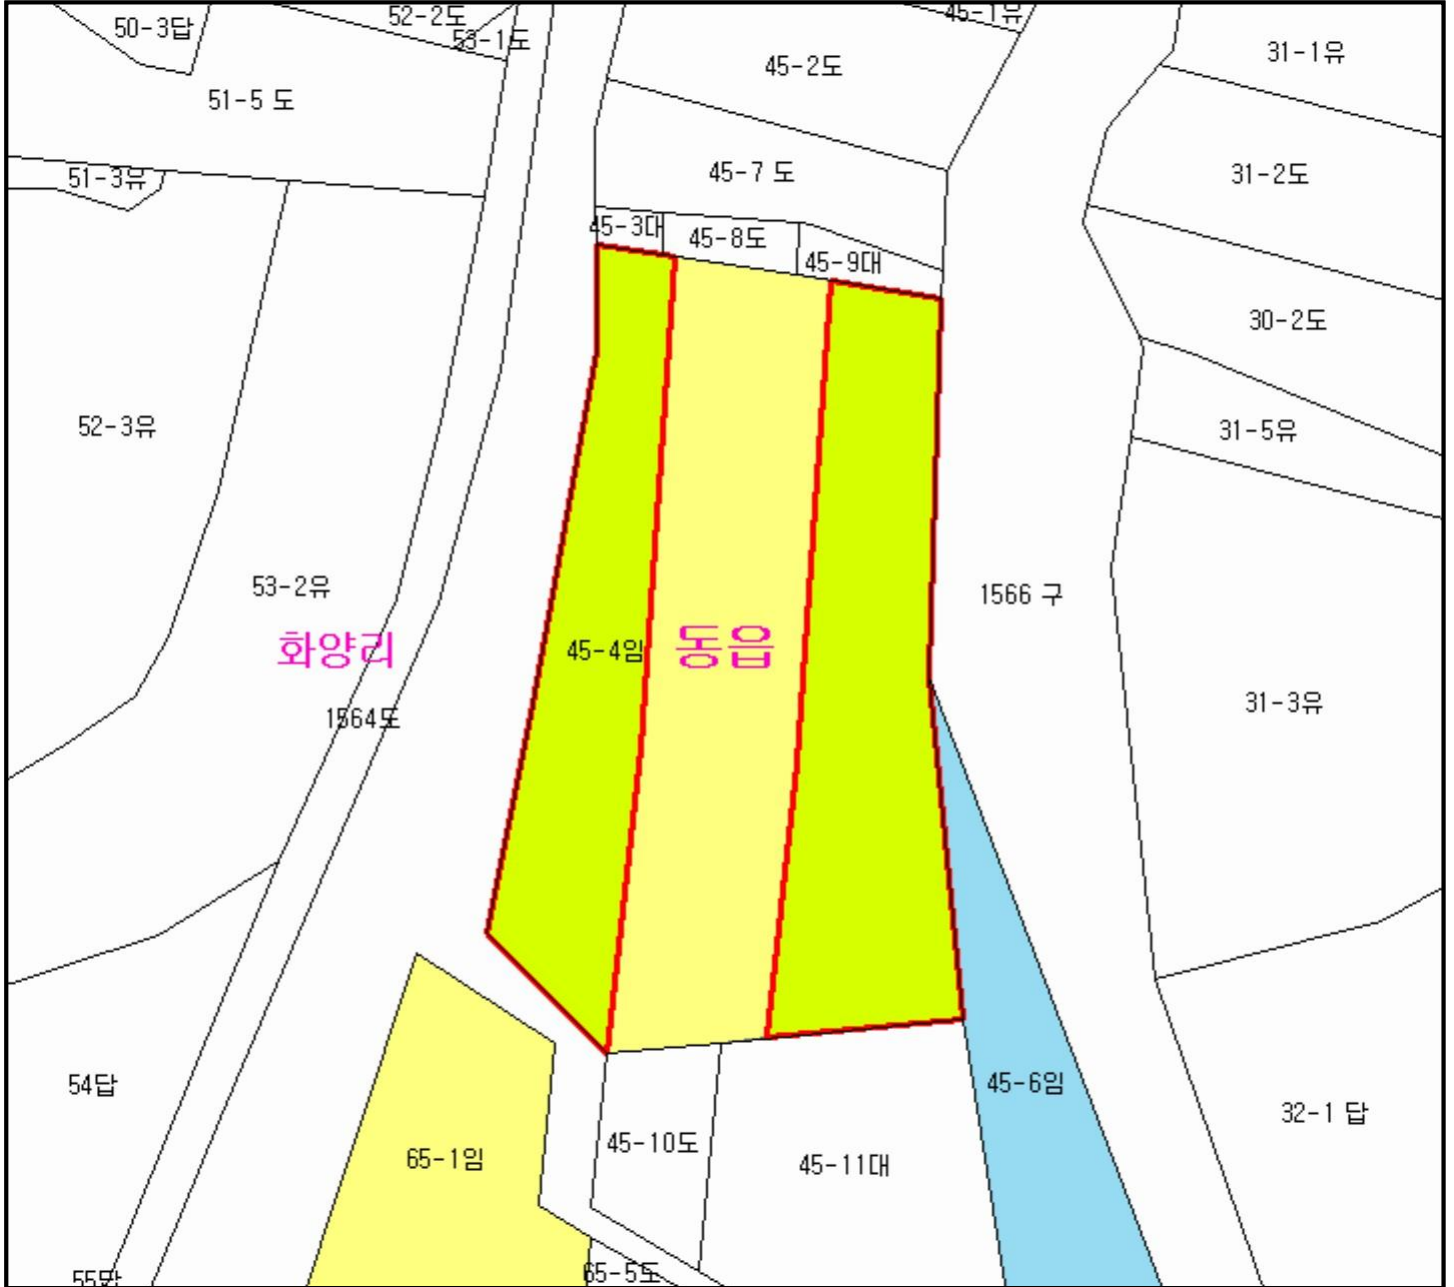 52-2도
45-1유
50-3답
53-1도
31-1유
45-2도
51-5 도
45-7 도
31-2도
51-3유
45-3대
45-8도
45-9대
30-2도
52-3유
31-5유
53-2유
1566 구
화양리
45-4임
동읍
31-3유
1564도
54답
45-6임
32-1 답
65-1임
45-10도
45-11대
65-5도
55답